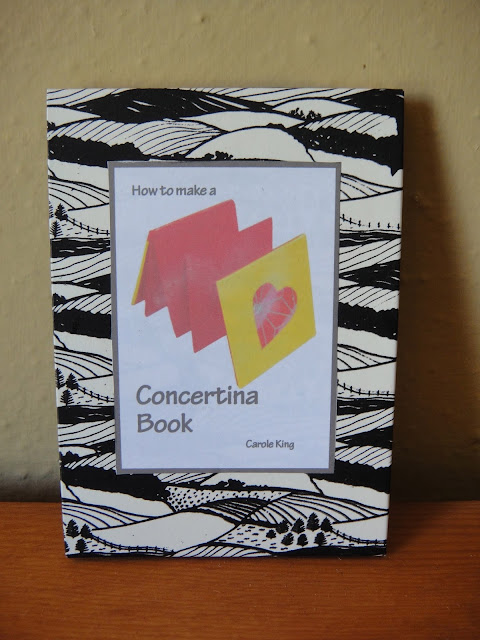 How to make a
Concertina
Book
Carole King